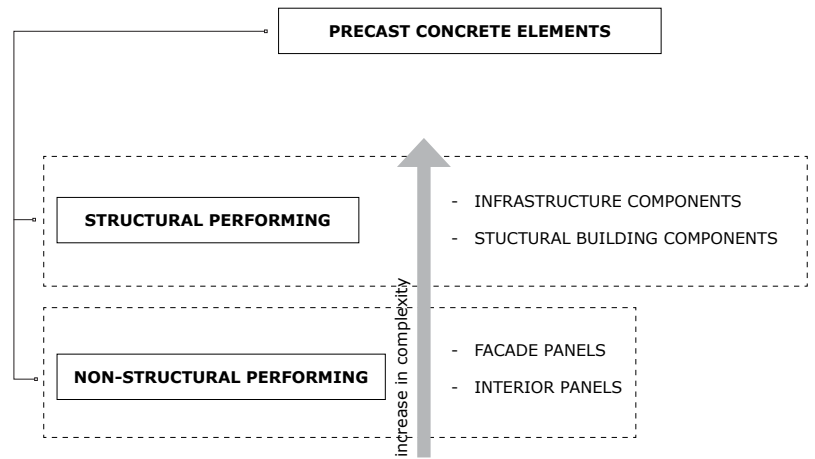 PRECAST CONCRETE ELEMENTS
STRUCTURAL PERFORMING
- INFRASTRUCTURE COMPONENTS
- STUCTURAL BUILDING COMPONENTS
increase in complexity
NON-STRUCTURAL PERFORMING
- FACADE PANELS
- INTERIOR PANELS